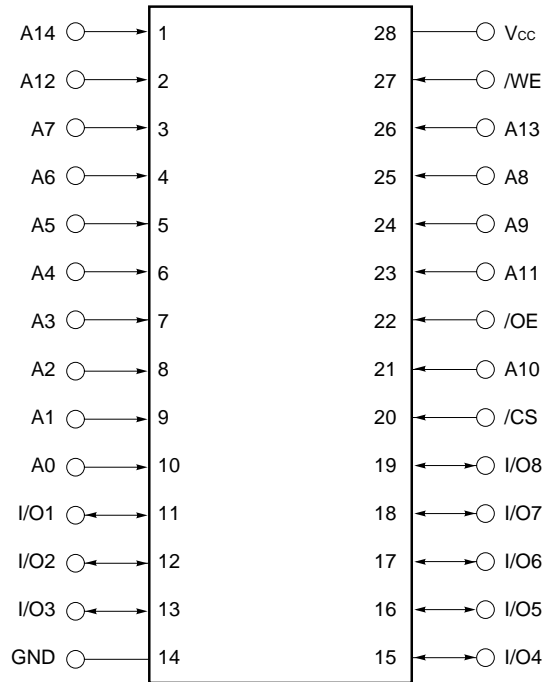 A14 1 28 Vcc
A12 2 27 /WE
A7 3 26 A13
A6 4 25 A8
A5 5 24 A9
A4 6 23 A11
A3 7 22 /OE
A2 8 21 A10
A1 9 20 /CS
A0 10 19 I/O8
I/O1 11 18 I/O7
I/O2 12 17 I/O6
I/O3 13 16 I/O5
GND 14 15 I/O4